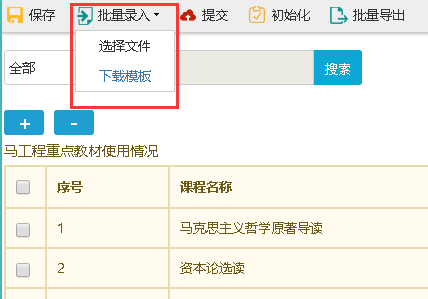 保存 批量录入 提交 初始化 批量导出
选择文件
下载模板
全部 搜索
+ -
马工程重点教材使用情况
序号 课程名称
1 马克思主义哲学原著导读
2 资本论选读